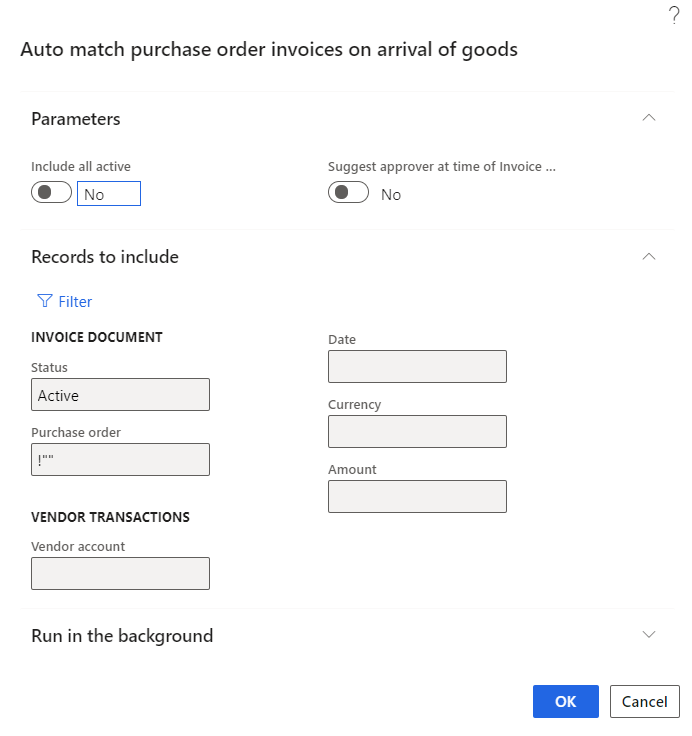 ?
Auto match purchase order invoices on arrival of goods
Parameters
Include all active
No
Suggest approver at time of Invoice ...
No
Records to include
Filter
INVOICE DOCUMENT
Status
Active
Purchase order
!""
VENDOR TRANSACTIONS
Vendor account
Date
Currency
Amount
Run in the background
OK
Cancel